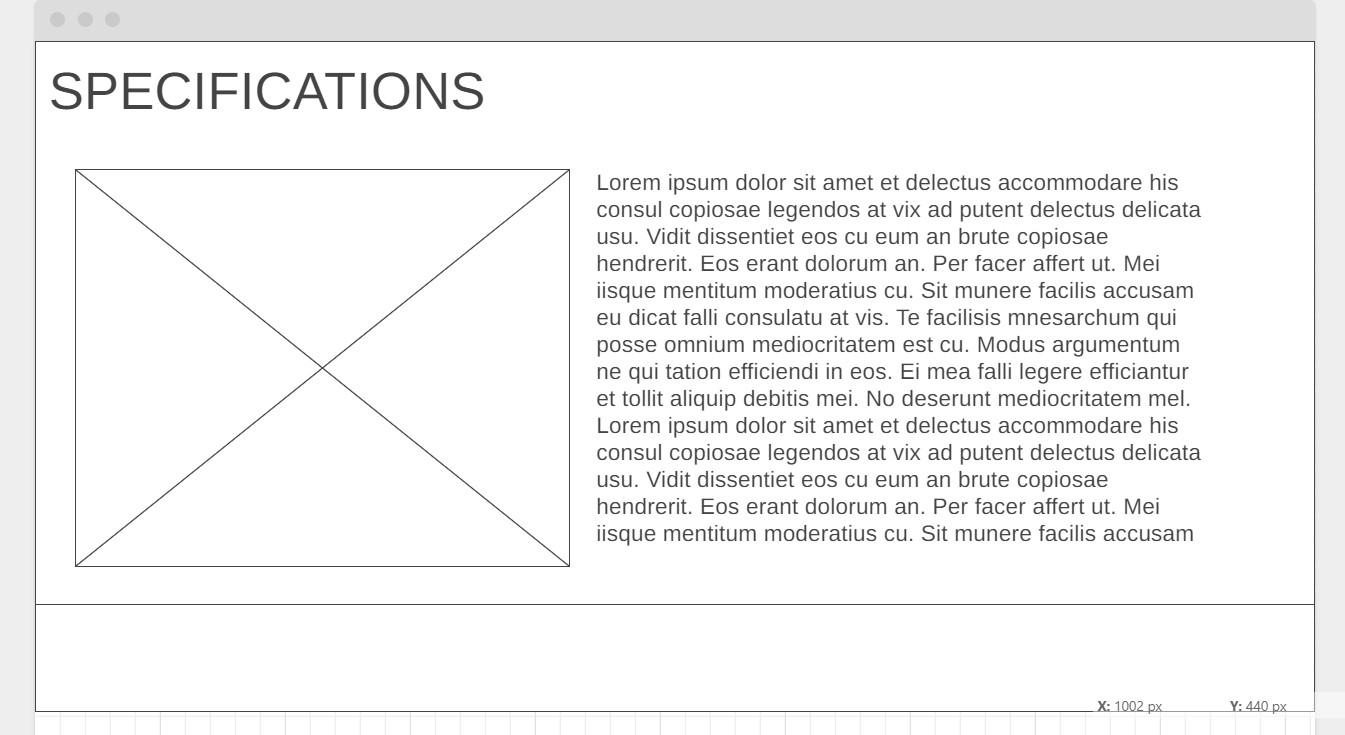 SPECIFICATIONS
Lorem ipsum dolor sit amet et delectus accommodare his
consul copiosae legendos at vix ad putent delectus delicata
usu. Vidit dissentiet eos cu eum an brute copiosae
hendrerit. Eos erant dolorum an. Per facer affert ut. Mei
iisque mentitum moderatius cu. Sit munere facilis accusam
eu dicat falli consulatu at vis. Te facilisis mnesarchum qui
posse omnium mediocritatem est cu. Modus argumentum
ne qui tation efficiendi in eos. Ei mea falli legere efficiantur
et tollit aliquip debitis mei. No deserunt mediocritatem mel.
Lorem ipsum dolor sit amet et delectus accommodare his
consul copiosae legendos at vix ad putent delectus delicata
usu. Vidit dissentiet eos cu eum an brute copiosae
hendrerit. Eos erant dolorum an. Per facer affert ut. Mei
iisque mentitum moderatius cu. Sit munere facilis accusam
X: 1002 px Y: 440 px